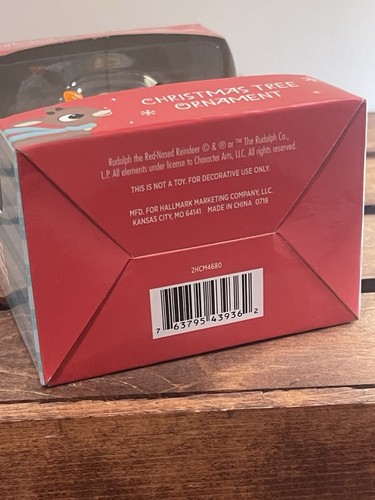 CHRISTMAS TREE
ORNAMENT
Rudolph the Red-Nosed Reindeer © & ® or ™ The Rudolph Co.,
L.P. All elements under license to Character Arts, LLC. All rights reserved.
THIS IS NOT A TOY. FOR DECORATIVE USE ONLY.
MFD. FOR HALLMARK MARKETING COMPANY, LLC.
KANSAS CITY, MO 64141 MADE IN CHINA 0718
2HCM4680
7 63795 43936 2